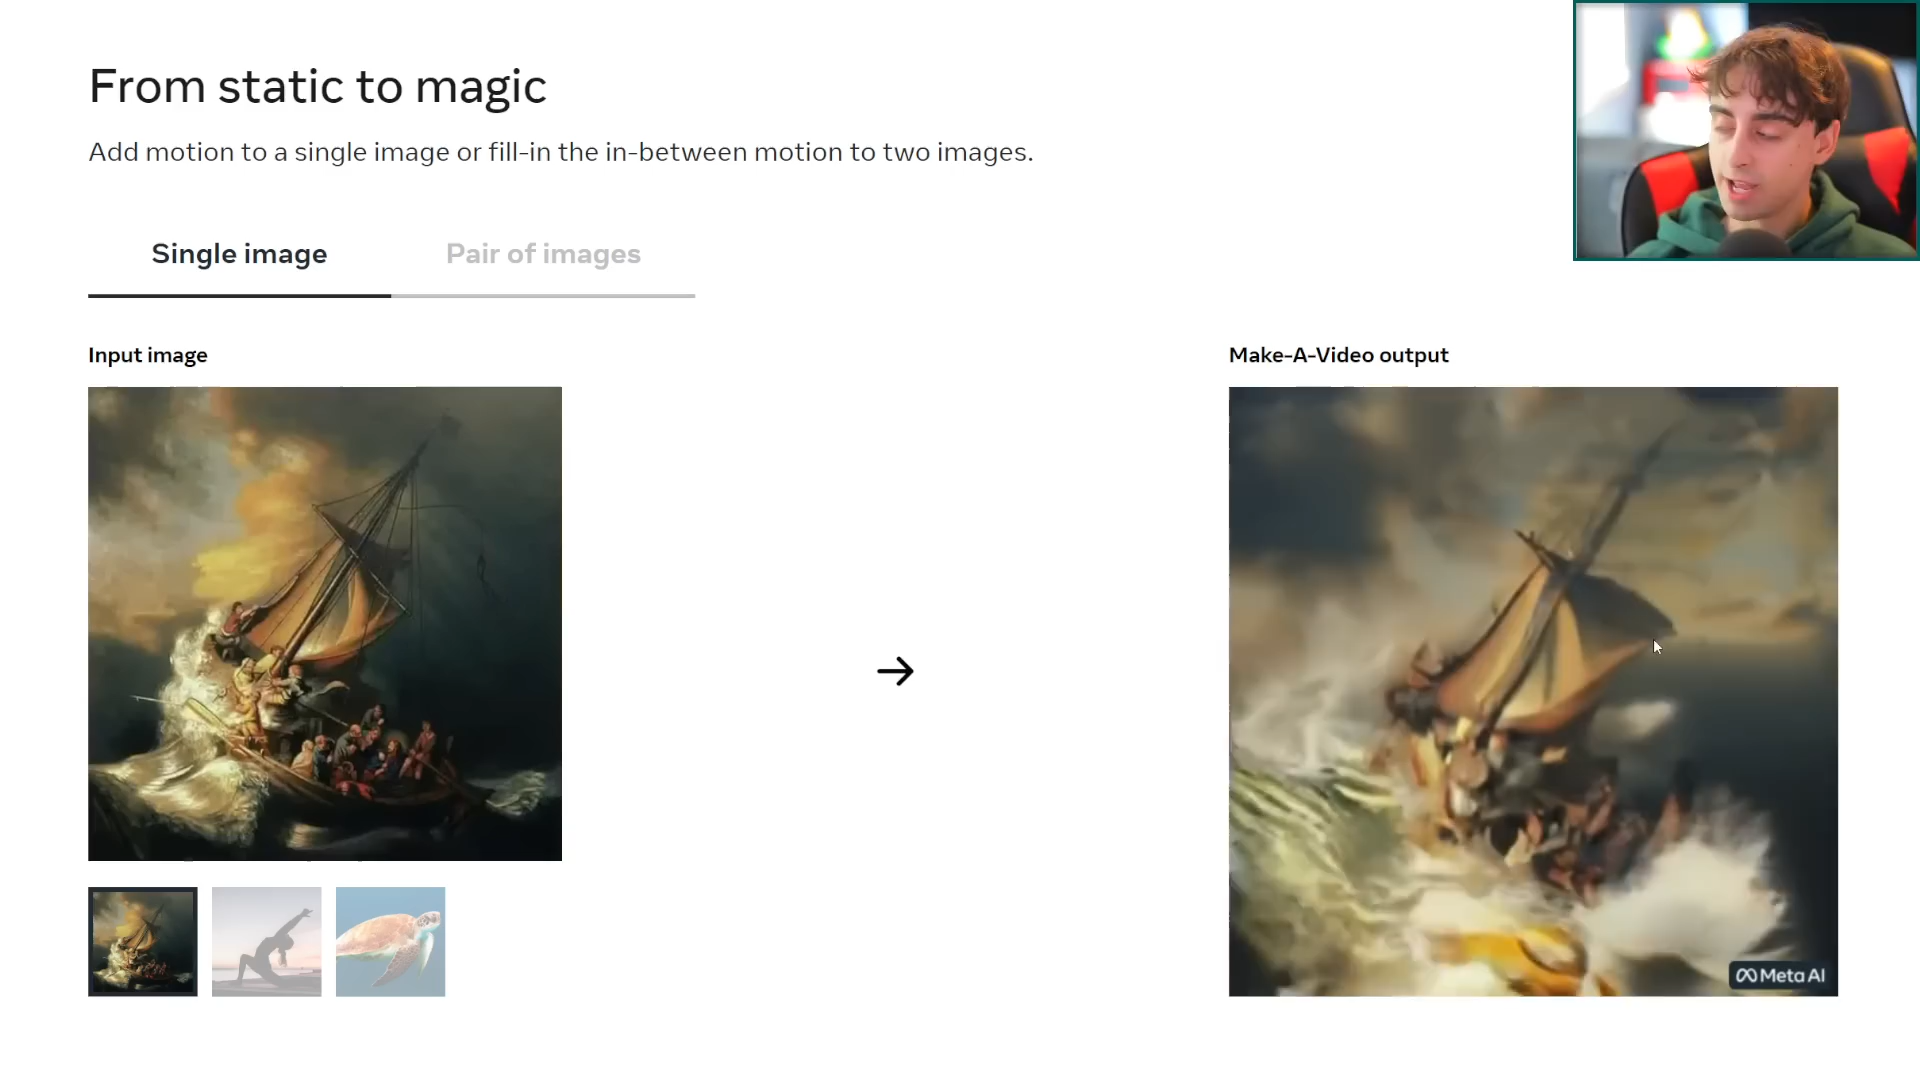 From static to magic
Add motion to a single image or fill-in the in-between motion to two images.
Single image
Pair of images
Input image
Make-A-Video output
Meta AI